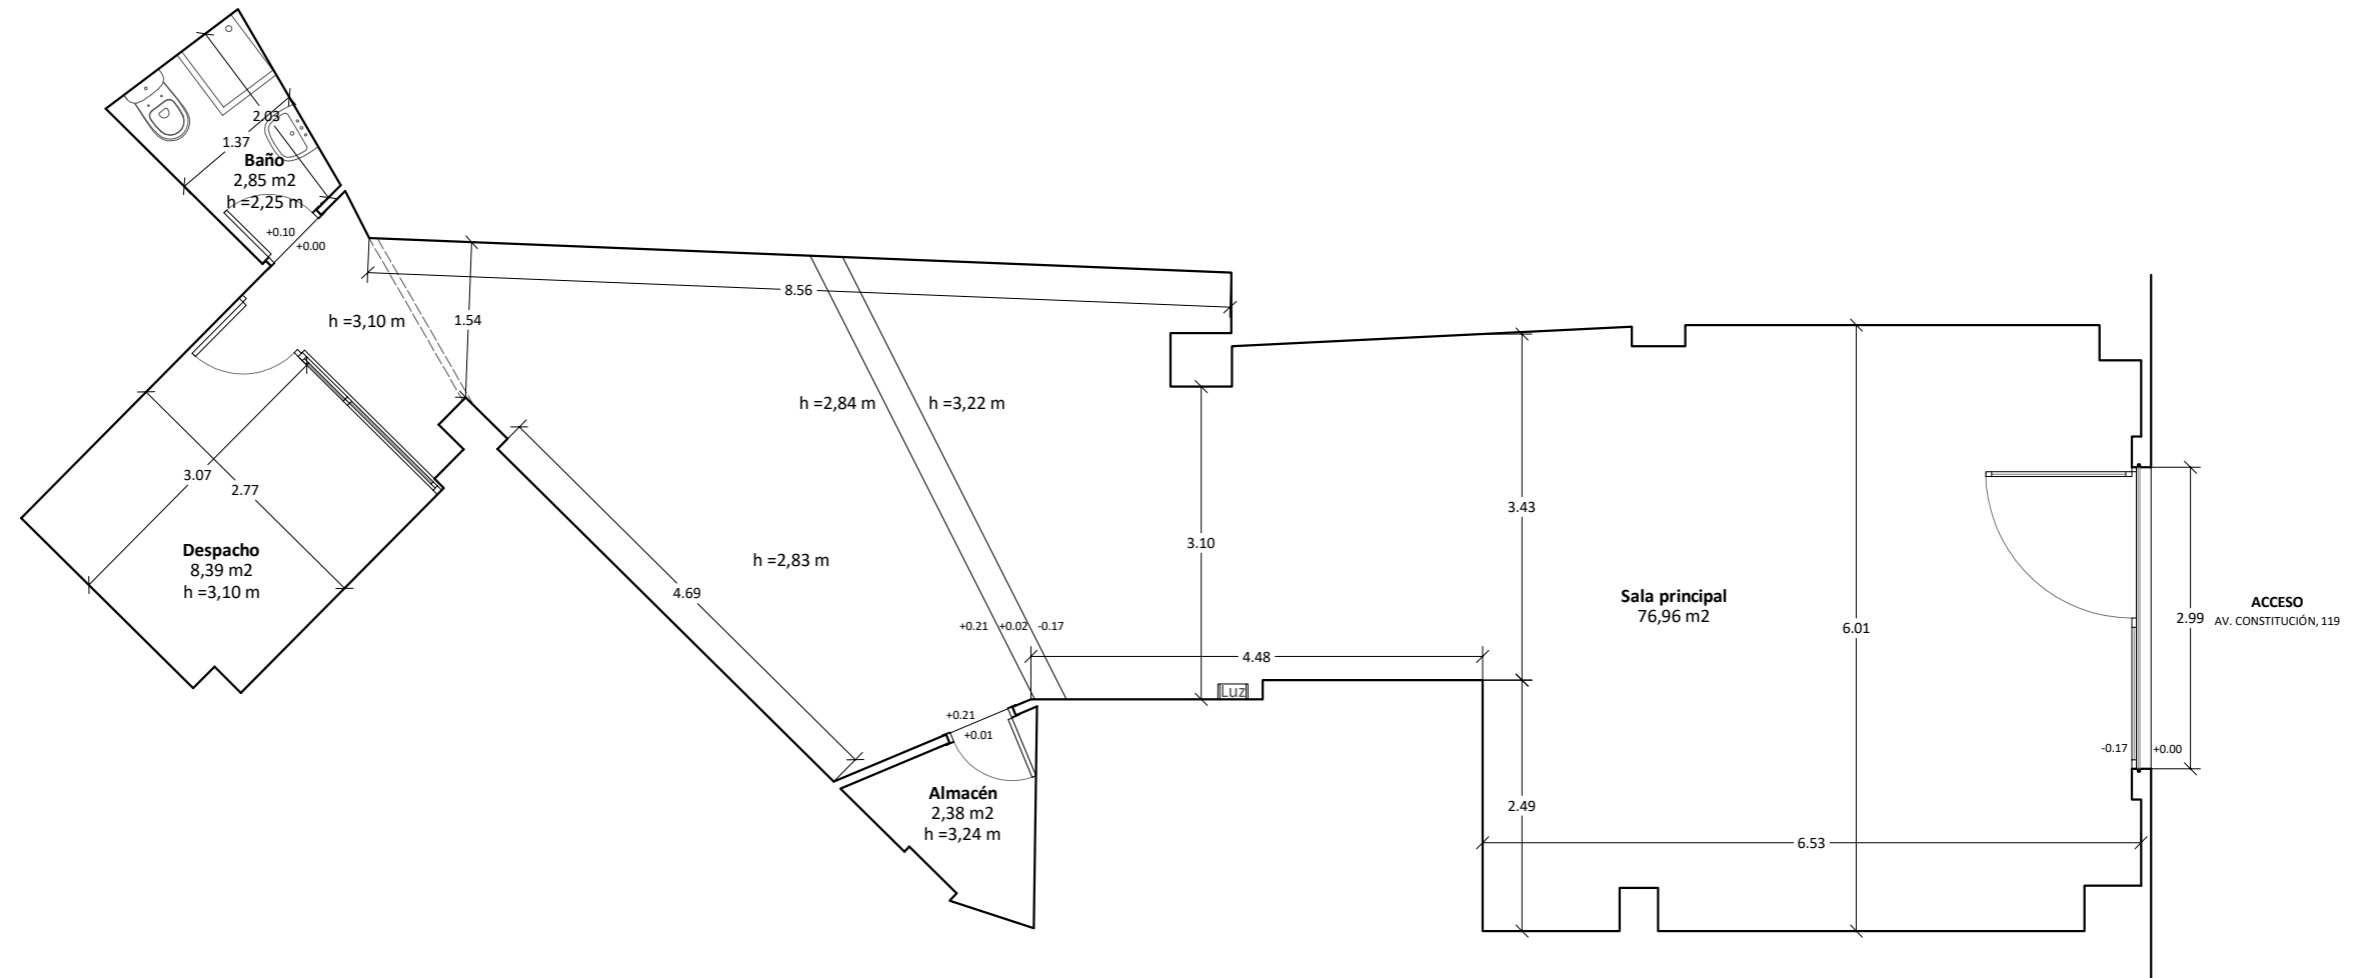 2.03
1.37
Baño
2,85 m2
h =2,25 m
+0.10
+0.00
8.56
h =3,10 m
1.54
h =2,84 m
h =3,22 m
3.07
2.77
3.43
3.10
Despacho
8,39 m2
h =3,10 m
h =2,83 m
4.69
Sala principal
76,96 m2
6.01
2.99
ACCESO
AV. CONSTITUCIÓN, 119
+0.21
+0.02
-0.17
4.48
Luz
+0.21
+0.01
-0.17
+0.00
Almacén
2,38 m2
h =3,24 m
2.49
6.53